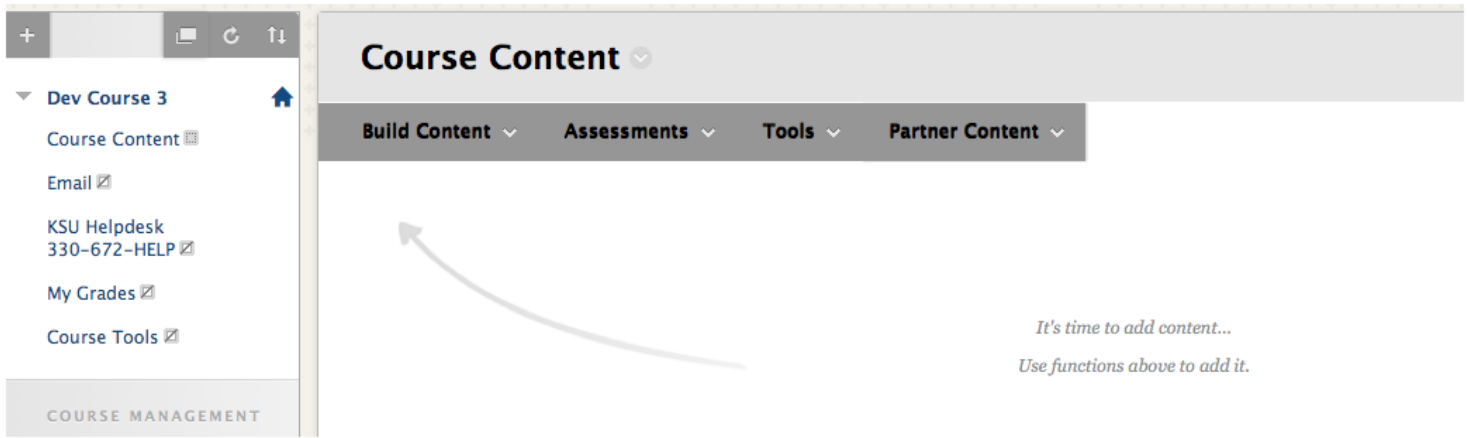 Dev Course 3
Course Content
Email
KSU Helpdesk
330-672-HELP
My Grades
Course Tools
COURSE MANAGEMENT
Course Content
Build Content
Assessments
Tools
Partner Content
It's time to add content...
Use functions above to add it.